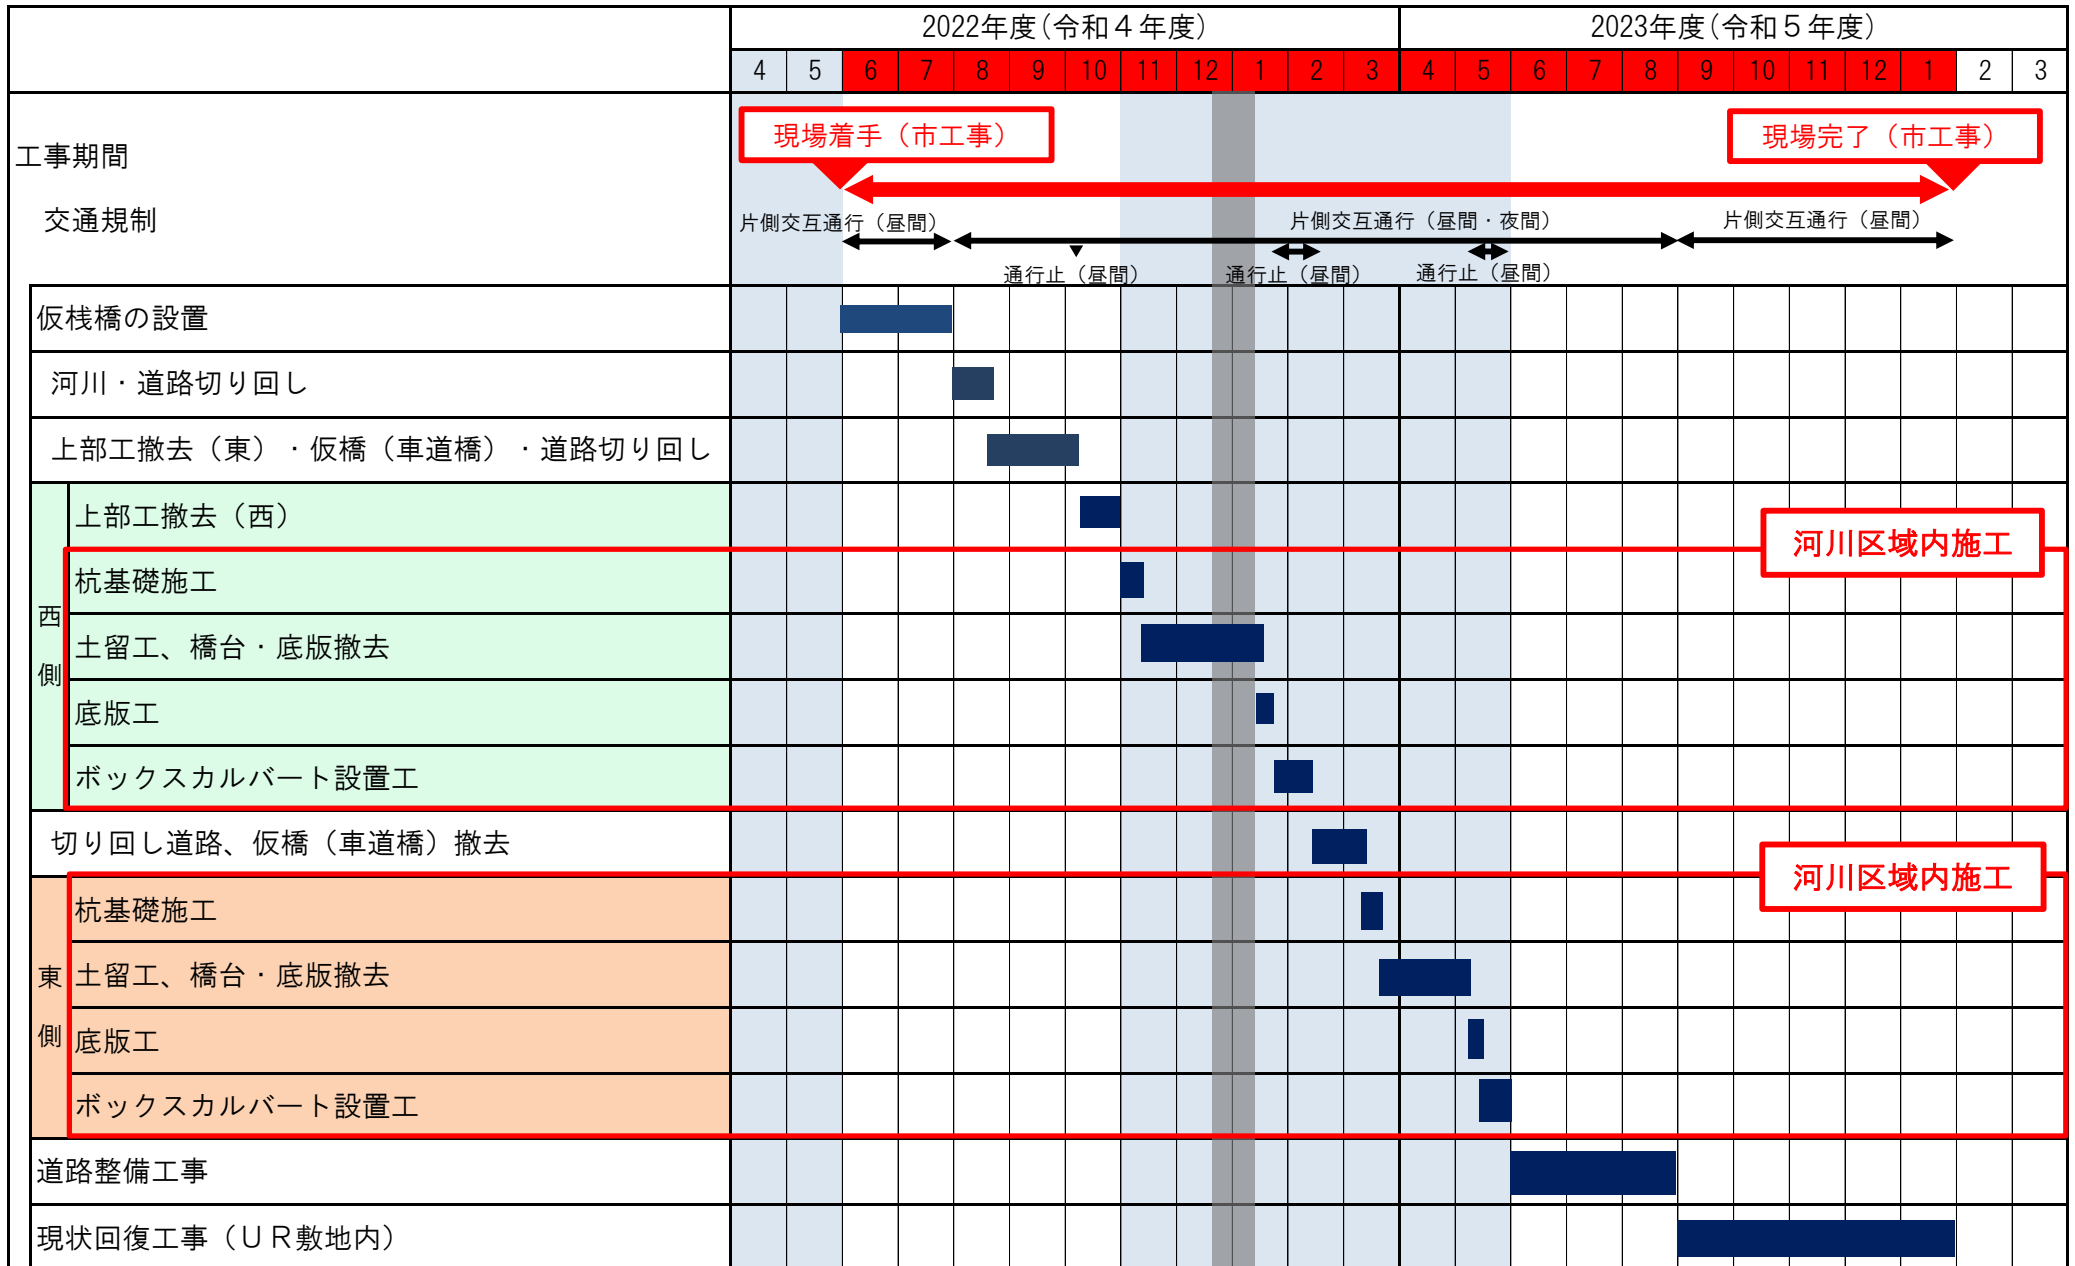 2022年度(令和４年度)
2023年度(令和５年度)
4 5 6 7 8 9 10 11 12 1 2 3 4 5 6 7 8 9 10 11 12 1 2 3
現場着手（市工事）
現場完了（市工事）
工事期間
交通規制
片側交互通行（昼間）
片側交互通行（昼間・夜間）
片側交互通行（昼間）
通行止（昼間）
通行止（昼間）
通行止（昼間）
仮桟橋の設置
河川・道路切り回し
上部工撤去（東）・仮橋（車道橋）・道路切り回し
西側
上部工撤去（西）
河川区域内施工
杭基礎施工
土留工、橋台・底版撤去
底版工
ボックスカルバート設置工
切り回し道路、仮橋（車道橋）撤去
河川区域内施工
東側
杭基礎施工
土留工、橋台・底版撤去
底版工
ボックスカルバート設置工
道路整備工事
現状回復工事（ＵＲ敷地内）